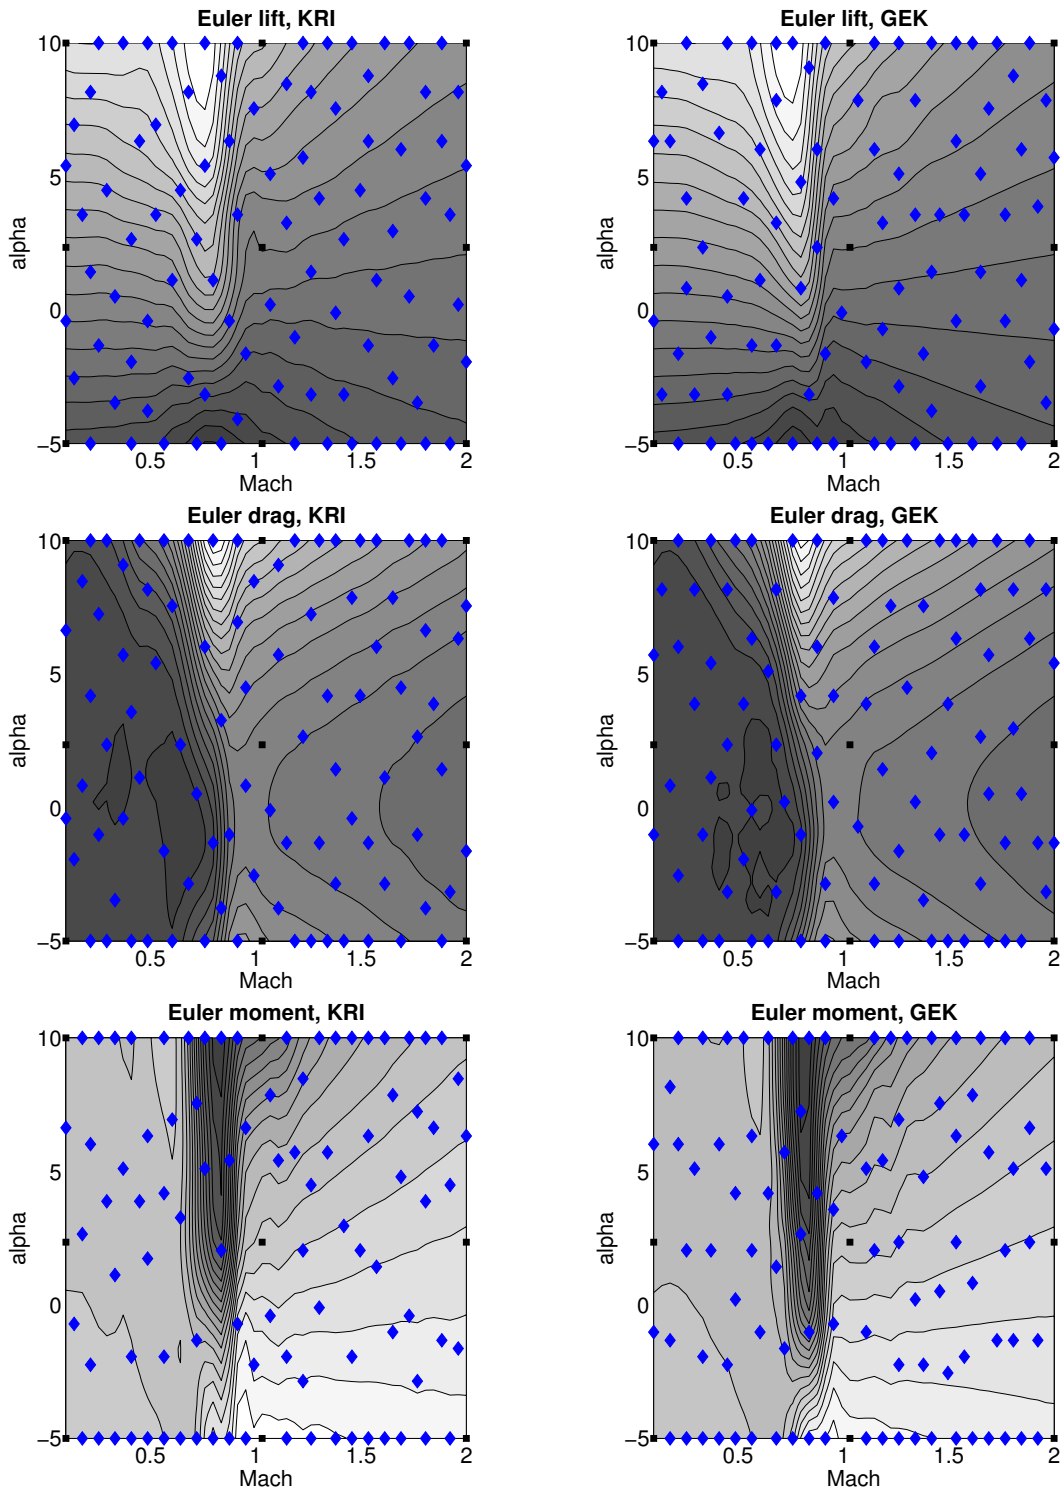 Euler lift, KRI
10
5
0
−5
alpha
0.5
1
1.5
2
Mach
Euler lift, GEK
10
5
0
−5
alpha
0.5
1
1.5
2
Mach
Euler drag, KRI
10
5
0
−5
alpha
0.5
1
1.5
2
Mach
Euler drag, GEK
10
5
0
−5
alpha
0.5
1
1.5
2
Mach
Euler moment, KRI
10
5
0
−5
alpha
0.5
1
1.5
2
Mach
Euler moment, GEK
10
5
0
−5
alpha
0.5
1
1.5
2
Mach